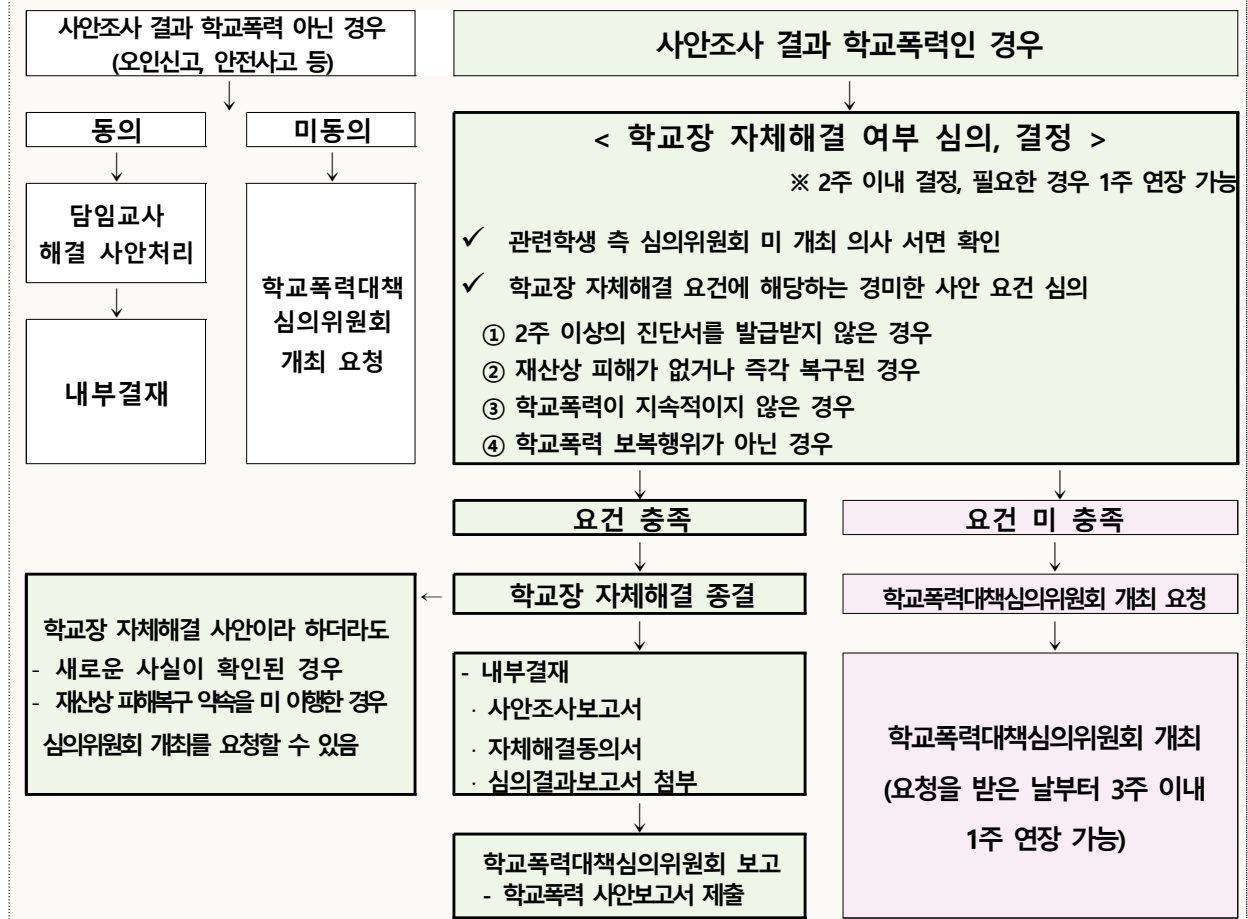 사안조사 결과 학교폭력 아닌 경우
(오인신고, 안전사고 등)
사안조사 결과 학교폭력인 경우
↓
↓
동의
미동의
↓
담임교사
해결 사안처리
↓
내부결재
학교폭력대책
심의위원회
개최 요청
< 학교장 자체해결 여부 심의, 결정 >
※ 2주 이내 결정, 필요한 경우 1주 연장 가능
✓ 관련학생 측 심의위원회 미 개최 의사 서면 확인
✓ 학교장 자체해결 요건에 해당하는 경미한 사안 요건 심의
① 2주 이상의 진단서를 발급받지 않은 경우
② 재산상 피해가 없거나 즉각 복구된 경우
③ 학교폭력이 지속적이지 않은 경우
④ 학교폭력 보복행위가 아닌 경우
↓
↓
요건 충족
요건 미 충족
↓
↓
학교장 자체해결 종결
학교폭력대책심의위원회 개최 요청
←
학교장 자체해결 사안이라 하더라도
- 새로운 사실이 확인된 경우
- 재산상 피해복구 약속을 미 이행한 경우
심의위원회 개최를 요청할 수 있음
↓
↓
- 내부결재
· 사안조사보고서
· 자체해결동의서
· 심의결과보고서 첨부
↓
학교폭력대책심의위원회 보고
- 학교폭력 사안보고서 제출
학교폭력대책심의위원회 개최
(요청을 받은 날부터 3주 이내
1주 연장 가능)